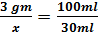 3 gm / x = 100ml / 30ml